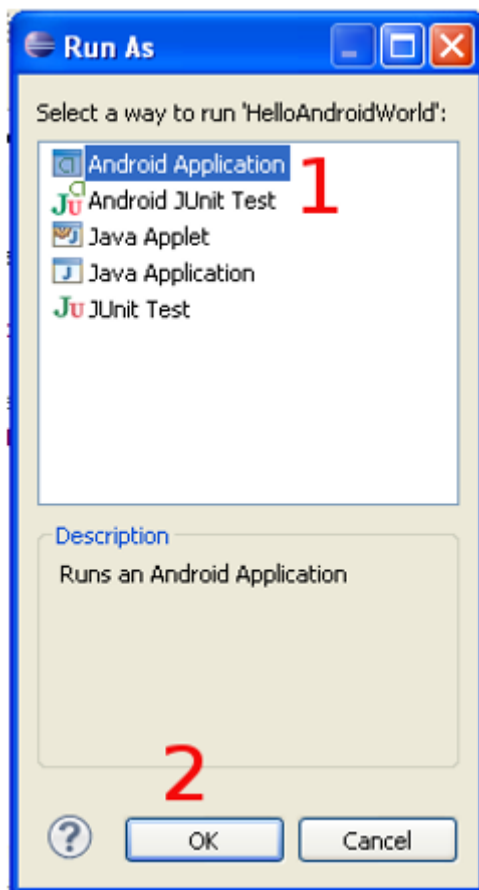 Run As
Select a way to run 'HelloAndroidWorld':
Android Application
1
Android JUnit Test
Java Applet
Java Application
JUnit Test
Description
Runs an Android Application
2
? OK Cancel